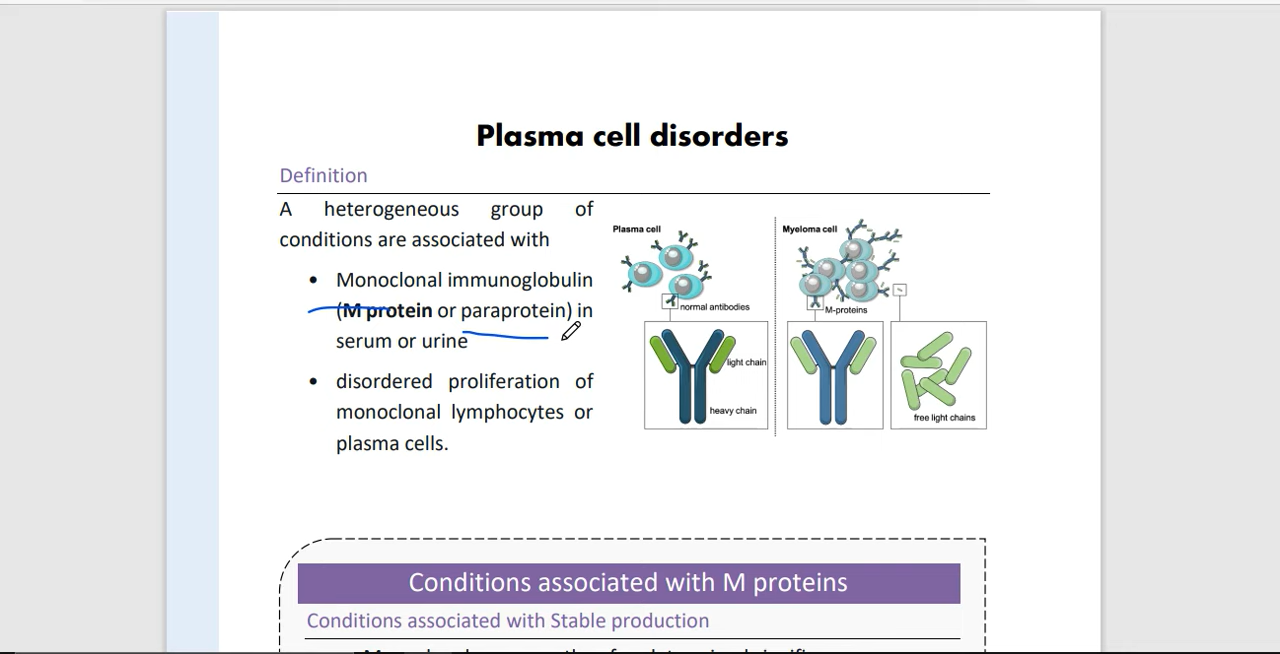 Plasma cell disorders
Definition
A heterogeneous group of
conditions are associated with
• Monoclonal immunoglobulin
(M protein or paraprotein) in
serum or urine
• disordered proliferation of
monoclonal lymphocytes or
plasma cells.
Plasma cell
normal antibodies
light chain
heavy chain
Myeloma cell
M-proteins
free light chains
Conditions associated with M proteins
Conditions associated with Stable production